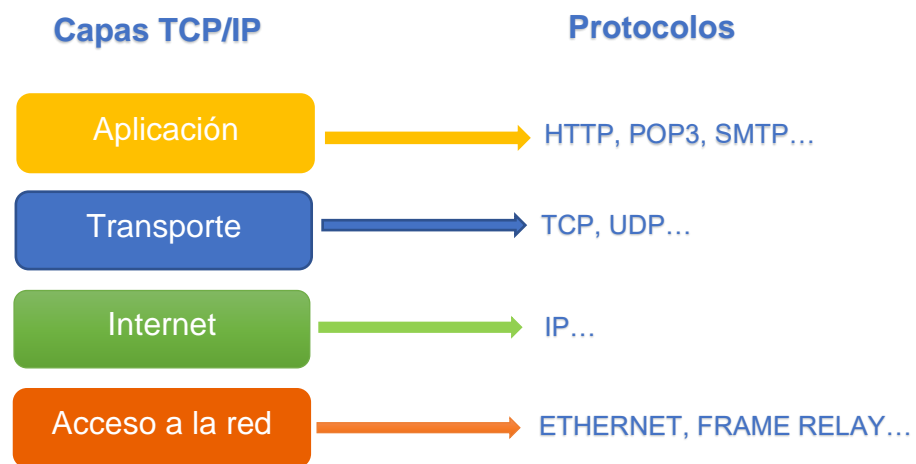 Capas TCP/IP
Protocolos
Aplicación
HTTP, POP3, SMTP…
Transporte
TCP, UDP…
Internet
IP…
Acceso a la red
ETHERNET, FRAME RELAY…